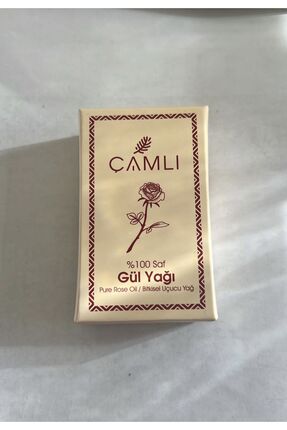 ÇAMLI
%100 Saf
Gül Yağı
Pure Rose Oil / Bitkisel Uçucu Yağ